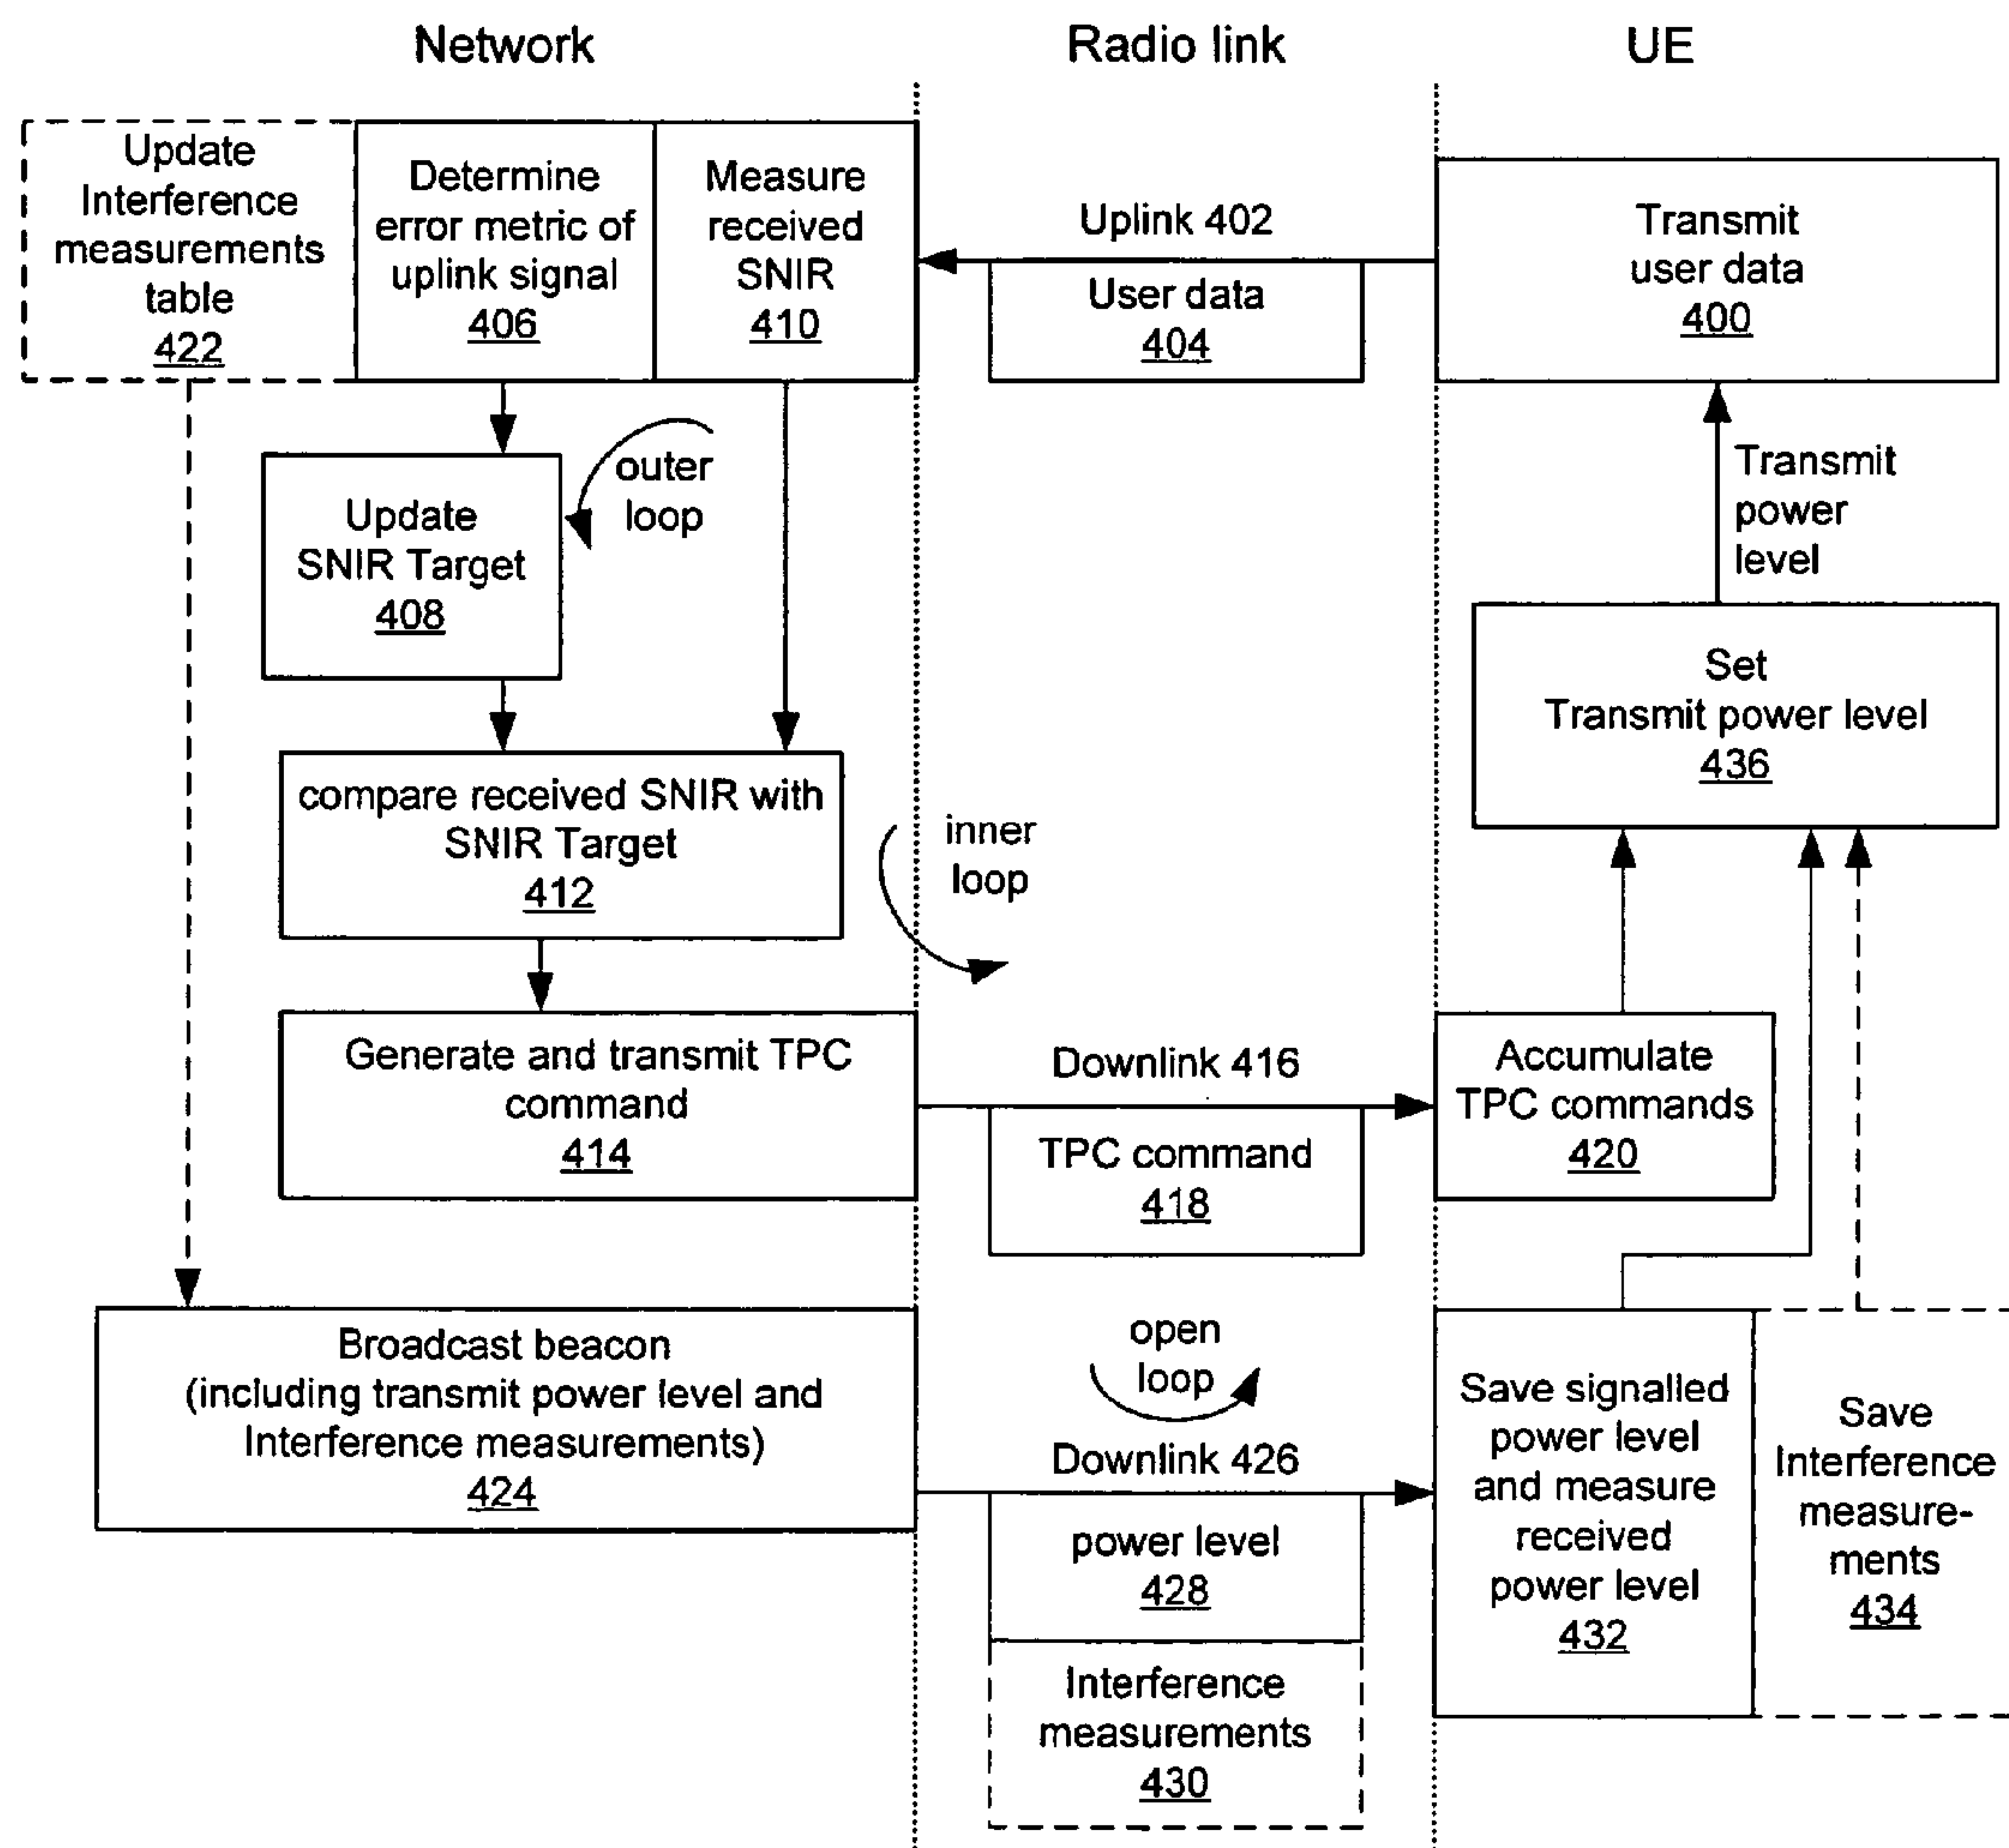 Network
Radio link
UE
Update
Interference
measurements
table
422
Determine
error metric of
uplink signal
406
Measure
received
SNIR
410
Uplink 402
User data
404
Transmit
user data
400
outer
loop
Update
SNIR Target
408
Transmit
power
level
Set
Transmit power level
436
compare received SNIR with
SNIR Target
412
inner
loop
Generate and transmit TPC
command
414
Downlink 416
TPC command
418
Accumulate
TPC commands
420
Broadcast beacon
(including transmit power level and
Interference measurements)
424
open
loop
Downlink 426
power level
428
Interference
measurements
430
Save signalled
power level
and measure
received
power level
432
Save
Interference
measure-
ments
434